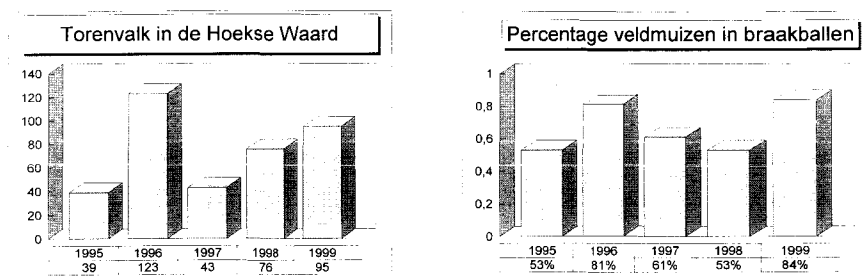 Torenvalk in de Hoekse Waard
140
120
100
80
60
40
20
0
1995 1996 1997 1998 1999
39 123 43 76 95
Percentage veldmuizen in braakballen
1
0,8
0,6
0,4
0,2
0
1995 1996 1997 1998 1999
53% 81% 61% 53% 84%